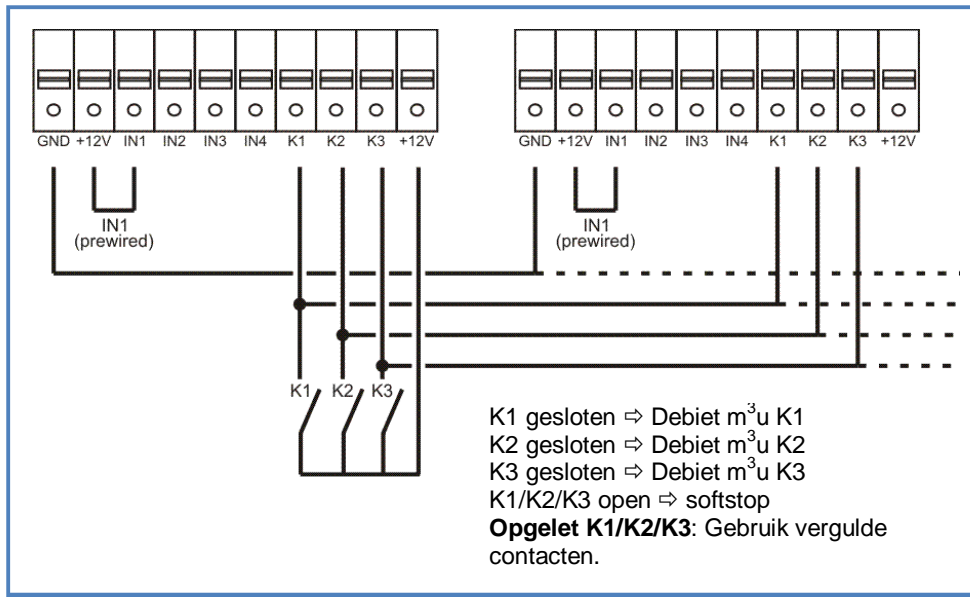 GND +12V IN1 IN2 IN3 IN4 K1 K2 K3 +12V
GND +12V IN1 IN2 IN3 IN4 K1 K2 K3 +12V
IN1
(prewired)
IN1
(prewired)
K1 K2 K3
K1 gesloten ⇨ Debiet m³u K1
K2 gesloten ⇨ Debiet m³u K2
K3 gesloten ⇨ Debiet m³u K3
K1/K2/K3 open ⇨ softstop
Opgelet K1/K2/K3: Gebruik vergulde
contacten.